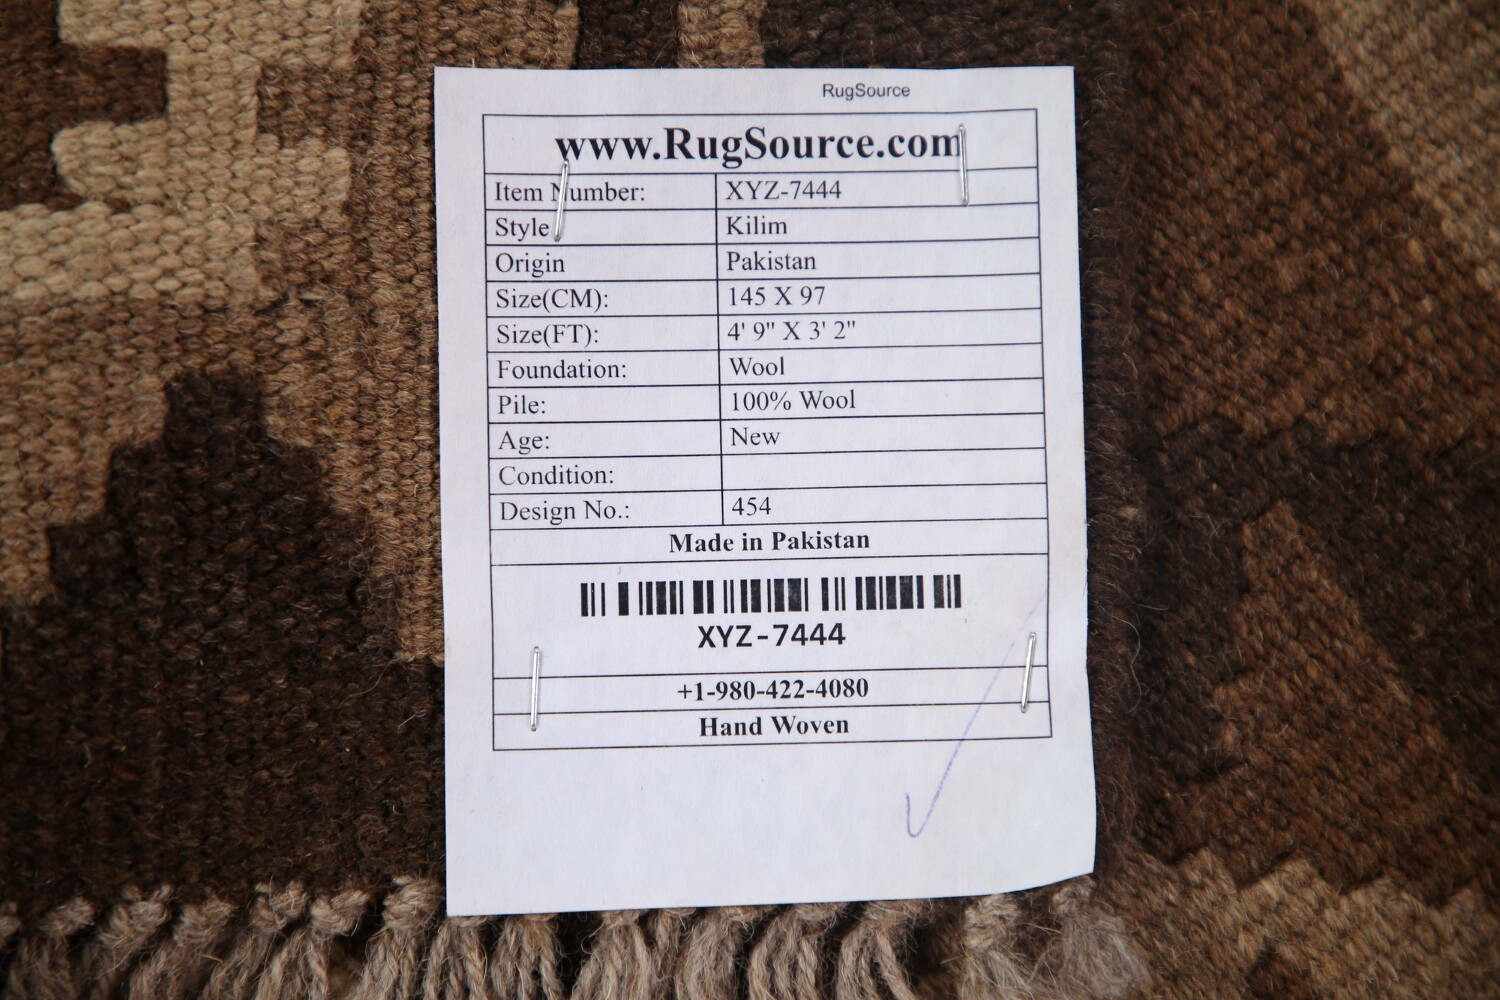 RugSource
www.RugSource.com
Item Number: XYZ-7444
Style Kilim
Origin Pakistan
Size(CM): 145 X 97
Size(FT): 4' 9" X 3' 2"
Foundation: Wool
Pile: 100% Wool
Age: New
Condition:
Design No.: 454
Made in Pakistan
XYZ-7444
+1-980-422-4080
Hand Woven